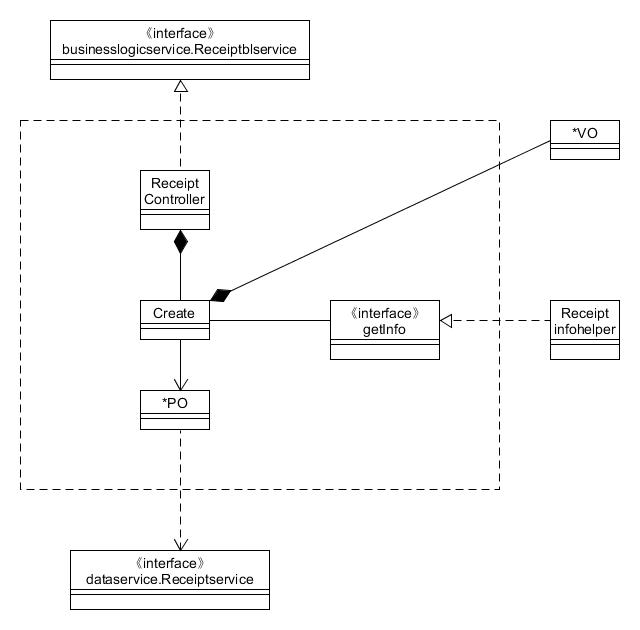 《interface》
businesslogicservice.Receiptblservice
*VO
Receipt
Controller
Create
《interface》
getInfo
Receipt
infohelper
*PO
《interface》
dataservice.Receiptservice